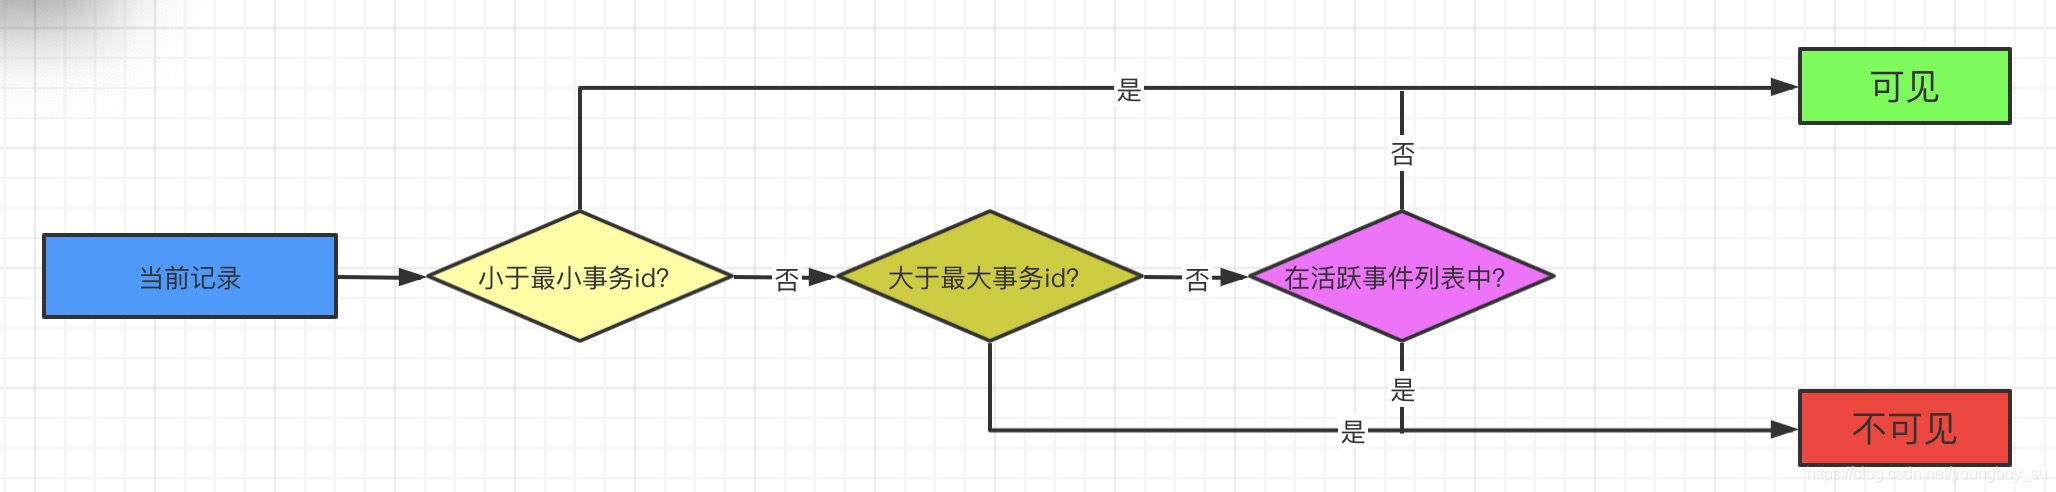 是
可见
否
当前记录
小于最小事务id?
否
大于最大事务id?
否
在活跃事件列表中?
是
是
不可见
https://blog.csdn.net/youngboy_su